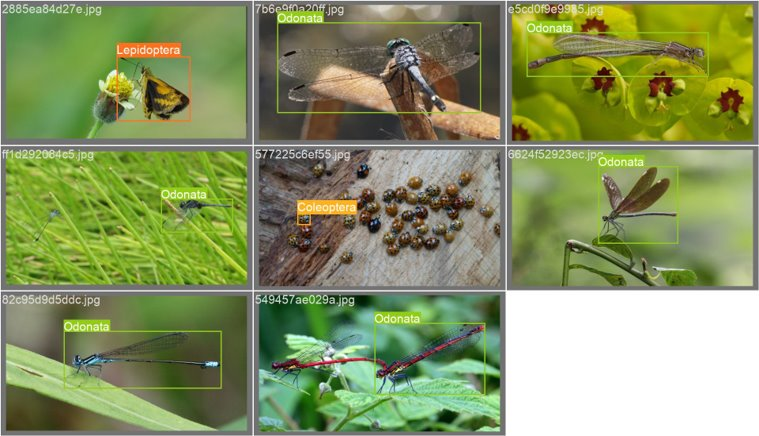 2885ea84d27e.jpg
Lepidoptera
7b6e9f0a20ff.jpg
Odonata
e5cd0f9e9985.jpg
Odonata
ff1d292084c5.jpg
Odonata
577225c6ef55.jpg
Coleoptera
6624f52923ec.jpg
Odonata
82c95d9d5ddc.jpg
Odonata
549457ae029a.jpg
Odonata